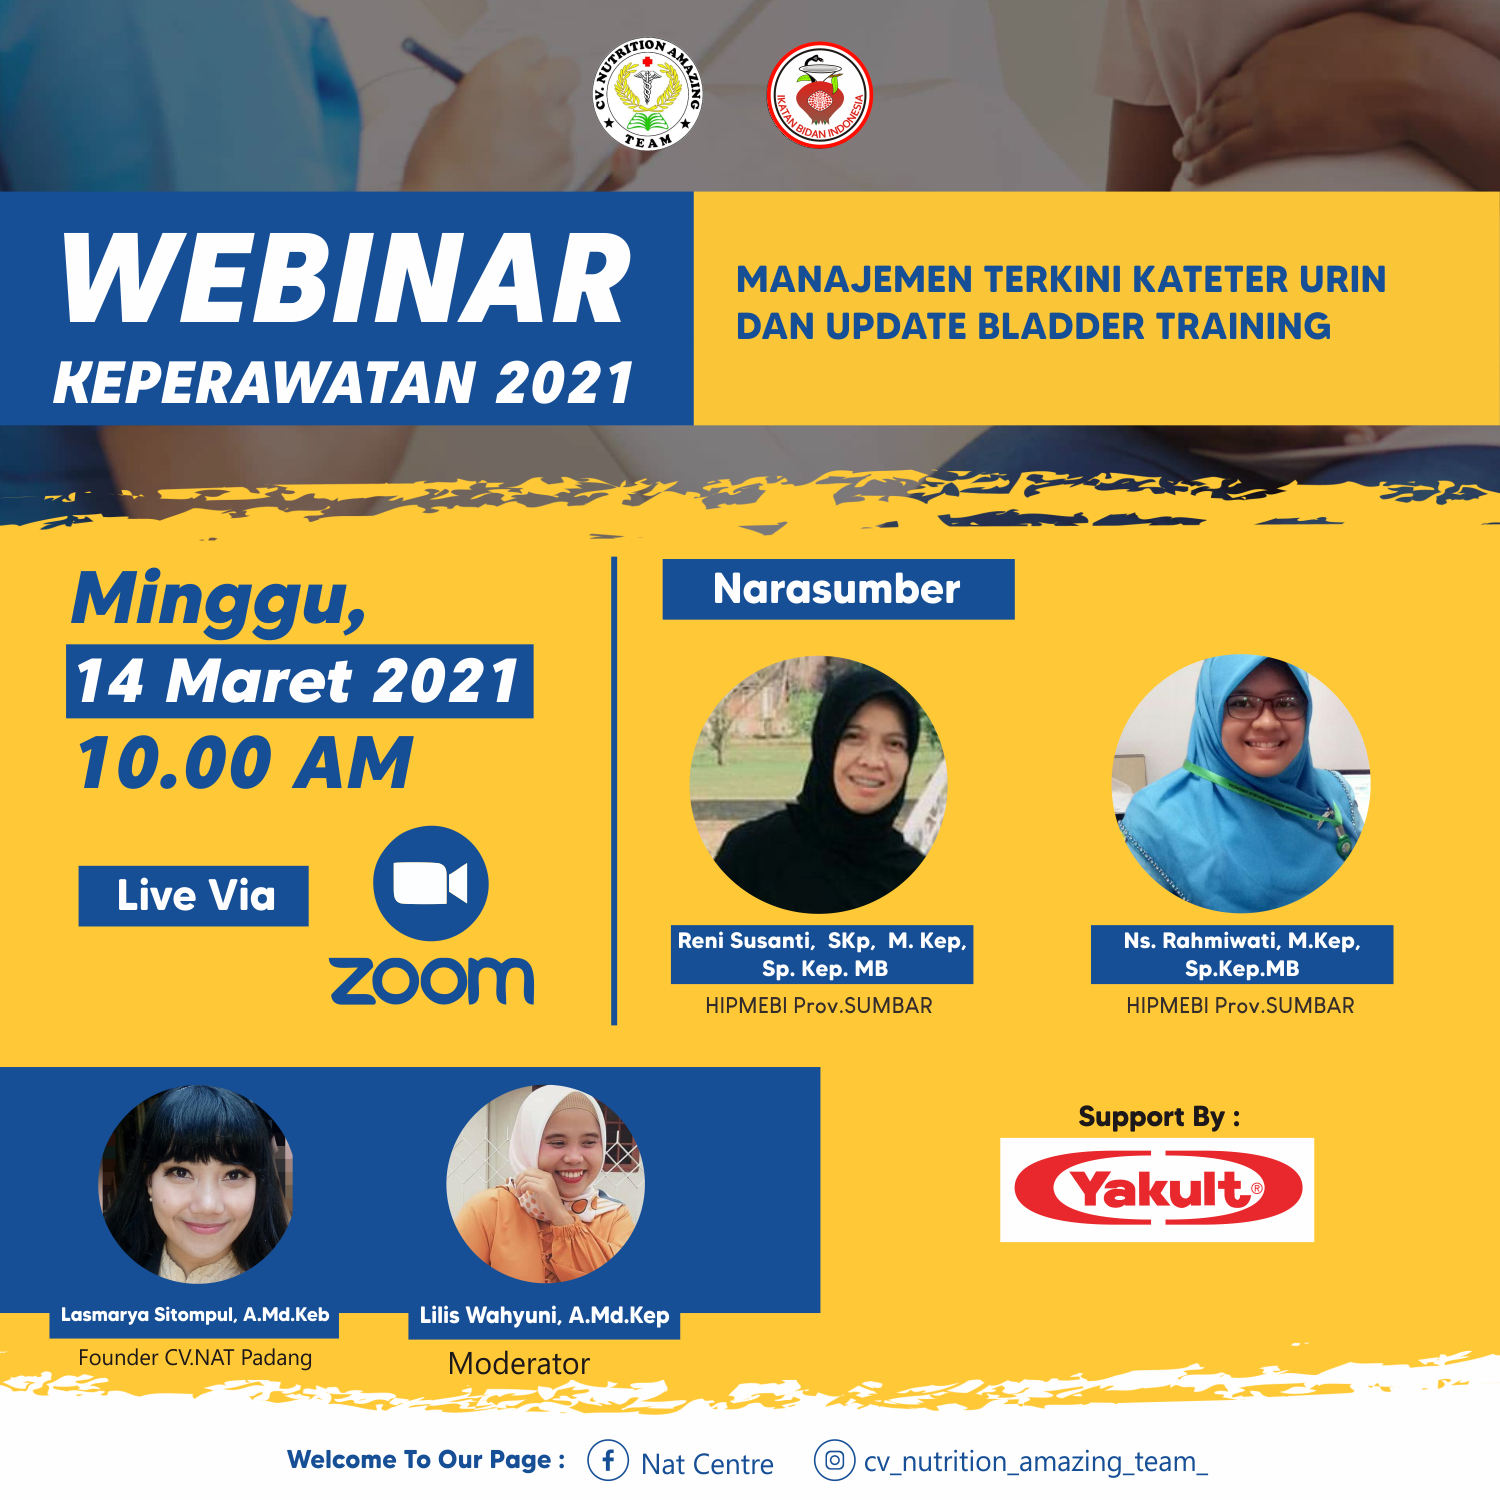 CV. NUTRITION AMAZING
TEAM
IKATAN BIDAN INDONESIA
WEBINAR
KEPERAWATAN 2021
MANAJEMEN TERKINI KATETER URIN
DAN UPDATE BLADDER TRAINING
Minggu,
14 Maret 2021
10.00 AM
Live Via
zoom
Narasumber
Reni Susanti, SKp, M. Kep,
Sp. Kep. MB
HIPMEBI Prov.SUMBAR
Ns. Rahmiwati, M.Kep,
Sp.Kep.MB
HIPMEBI Prov.SUMBAR
Lasmarya Sitompul, A.Md.Keb
Founder CV.NAT Padang
Lilis Wahyuni, A.Md.Kep
Moderator
Support By :
Yakult®
Welcome To Our Page : Nat Centre cv_nutrition_amazing_team_